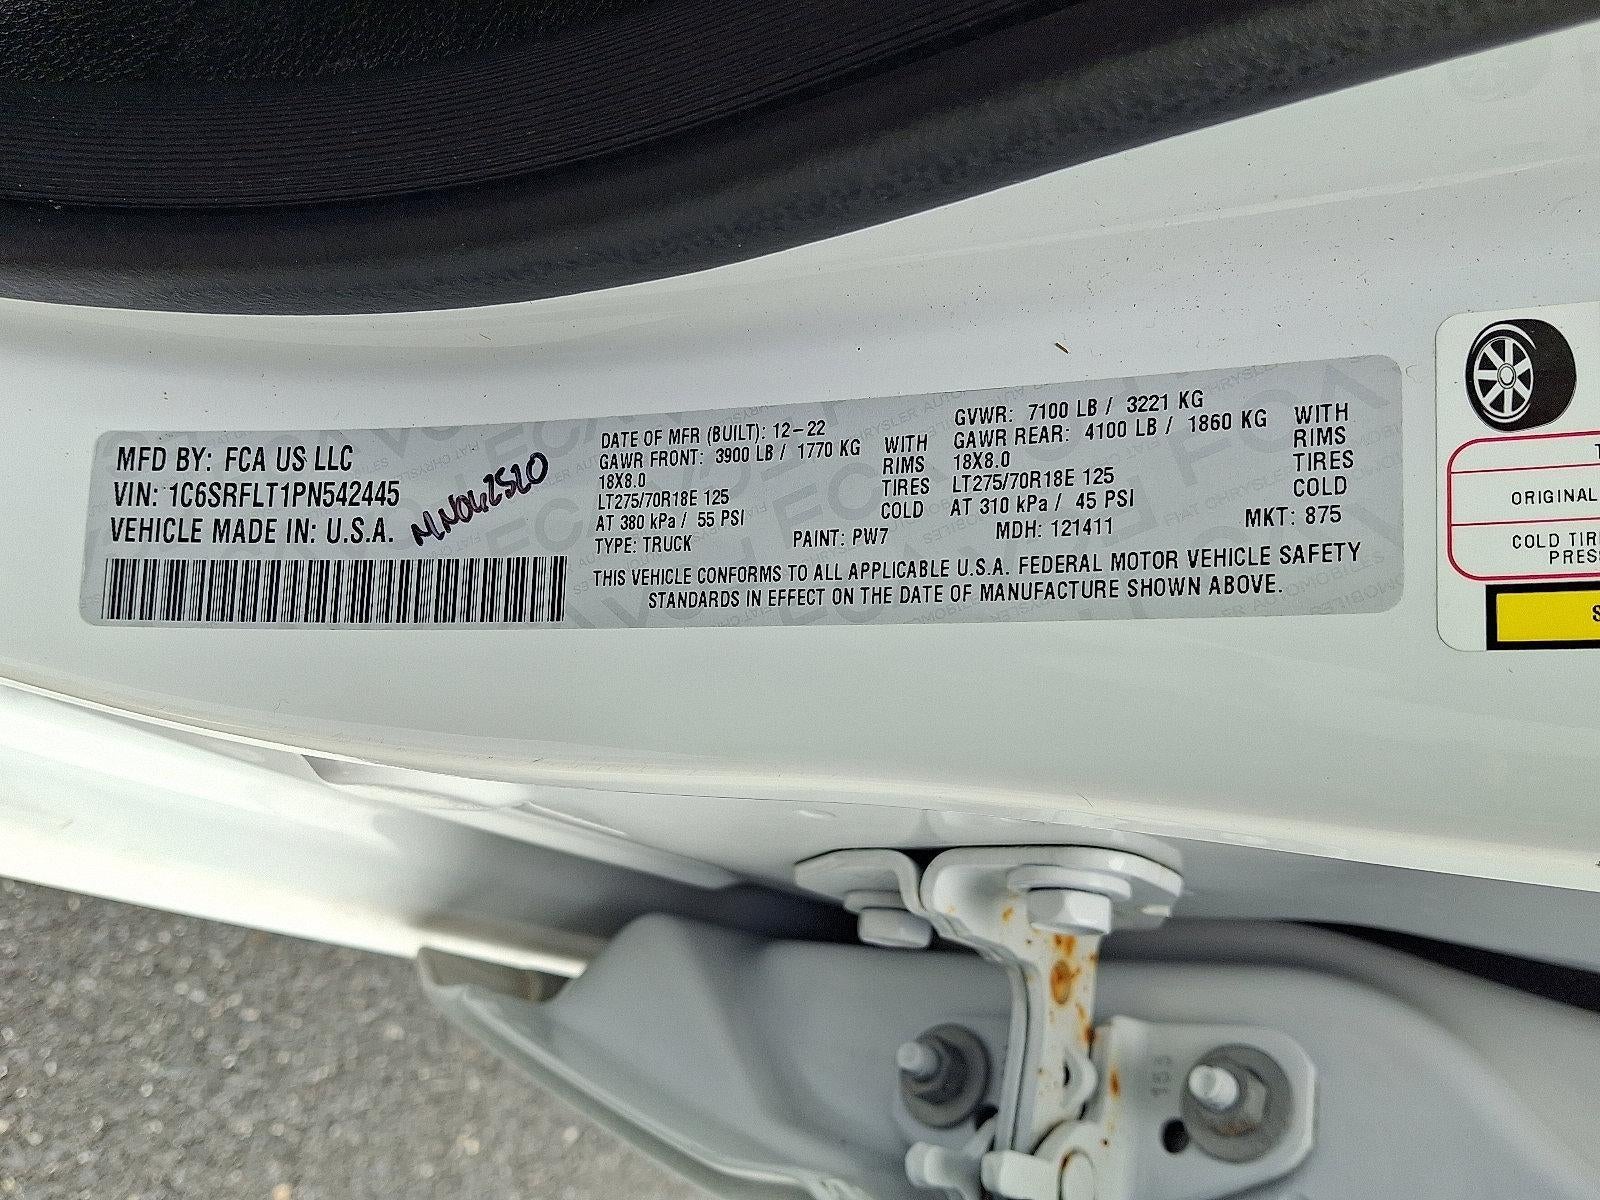 MFD BY: FCA US LLC
VIN: 1C6SRFLT1PN542445
VEHICLE MADE IN: U.S.A.
DATE OF MFR (BUILT): 12-22
GAWR FRONT: 3900 LB / 1770 KG WITH
18X8.0 RIMS
LT275/70R18E 125 TIRES
AT 380 kPa / 55 PSI COLD
GVWR: 7100 LB / 3221 KG
GAWR REAR: 4100 LB / 1860 KG WITH
18X8.0 RIMS
LT275/70R18E 125 TIRES
AT 310 kPa / 45 PSI COLD
TYPE: TRUCK PAINT: PW7 MDH: 121411 MKT: 875
THIS VEHICLE CONFORMS TO ALL APPLICABLE U.S.A. FEDERAL MOTOR VEHICLE SAFETY
STANDARDS IN EFFECT ON THE DATE OF MANUFACTURE SHOWN ABOVE.
ORIGINAL
COLD